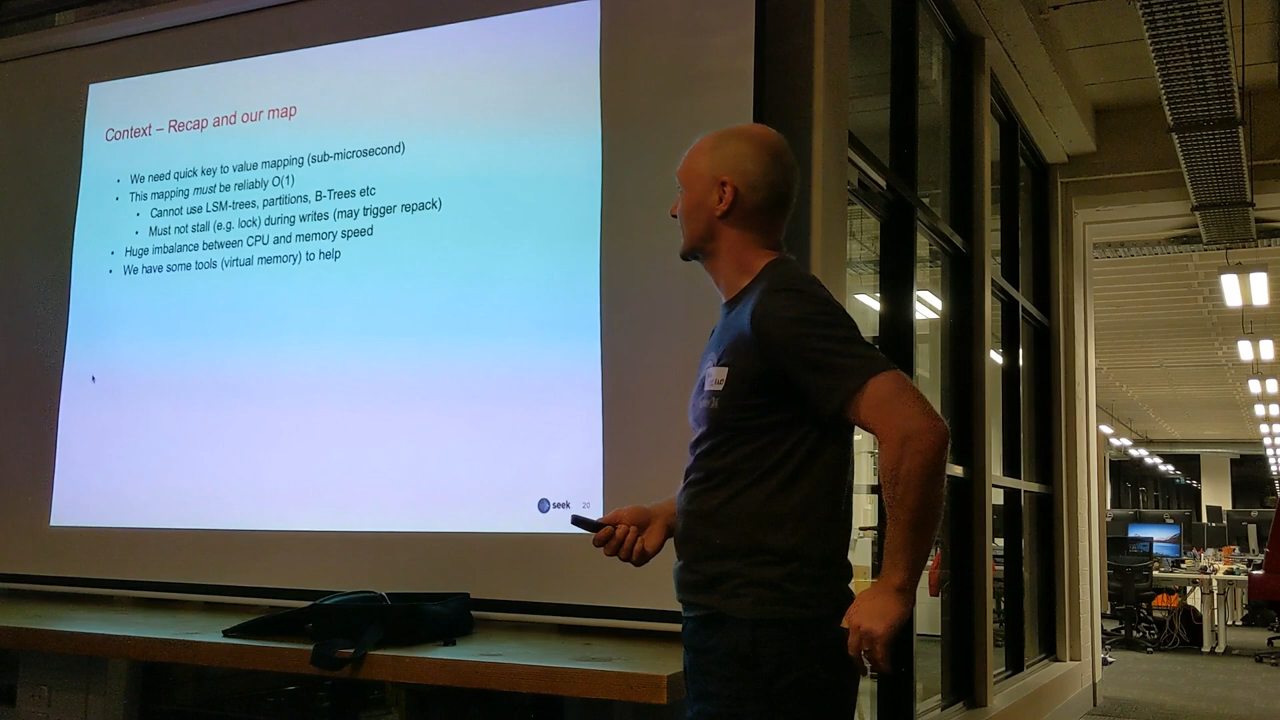 Context – Recap and our map
• We need quick key to value mapping (sub-microsecond)
• This mapping must be reliably O(1)
• Cannot use LSM-trees, partitions, B-Trees etc
• Must not stall (e.g. lock) during writes (may trigger repack)
• Huge imbalance between CPU and memory speed
• We have some tools (virtual memory) to help
seek 20